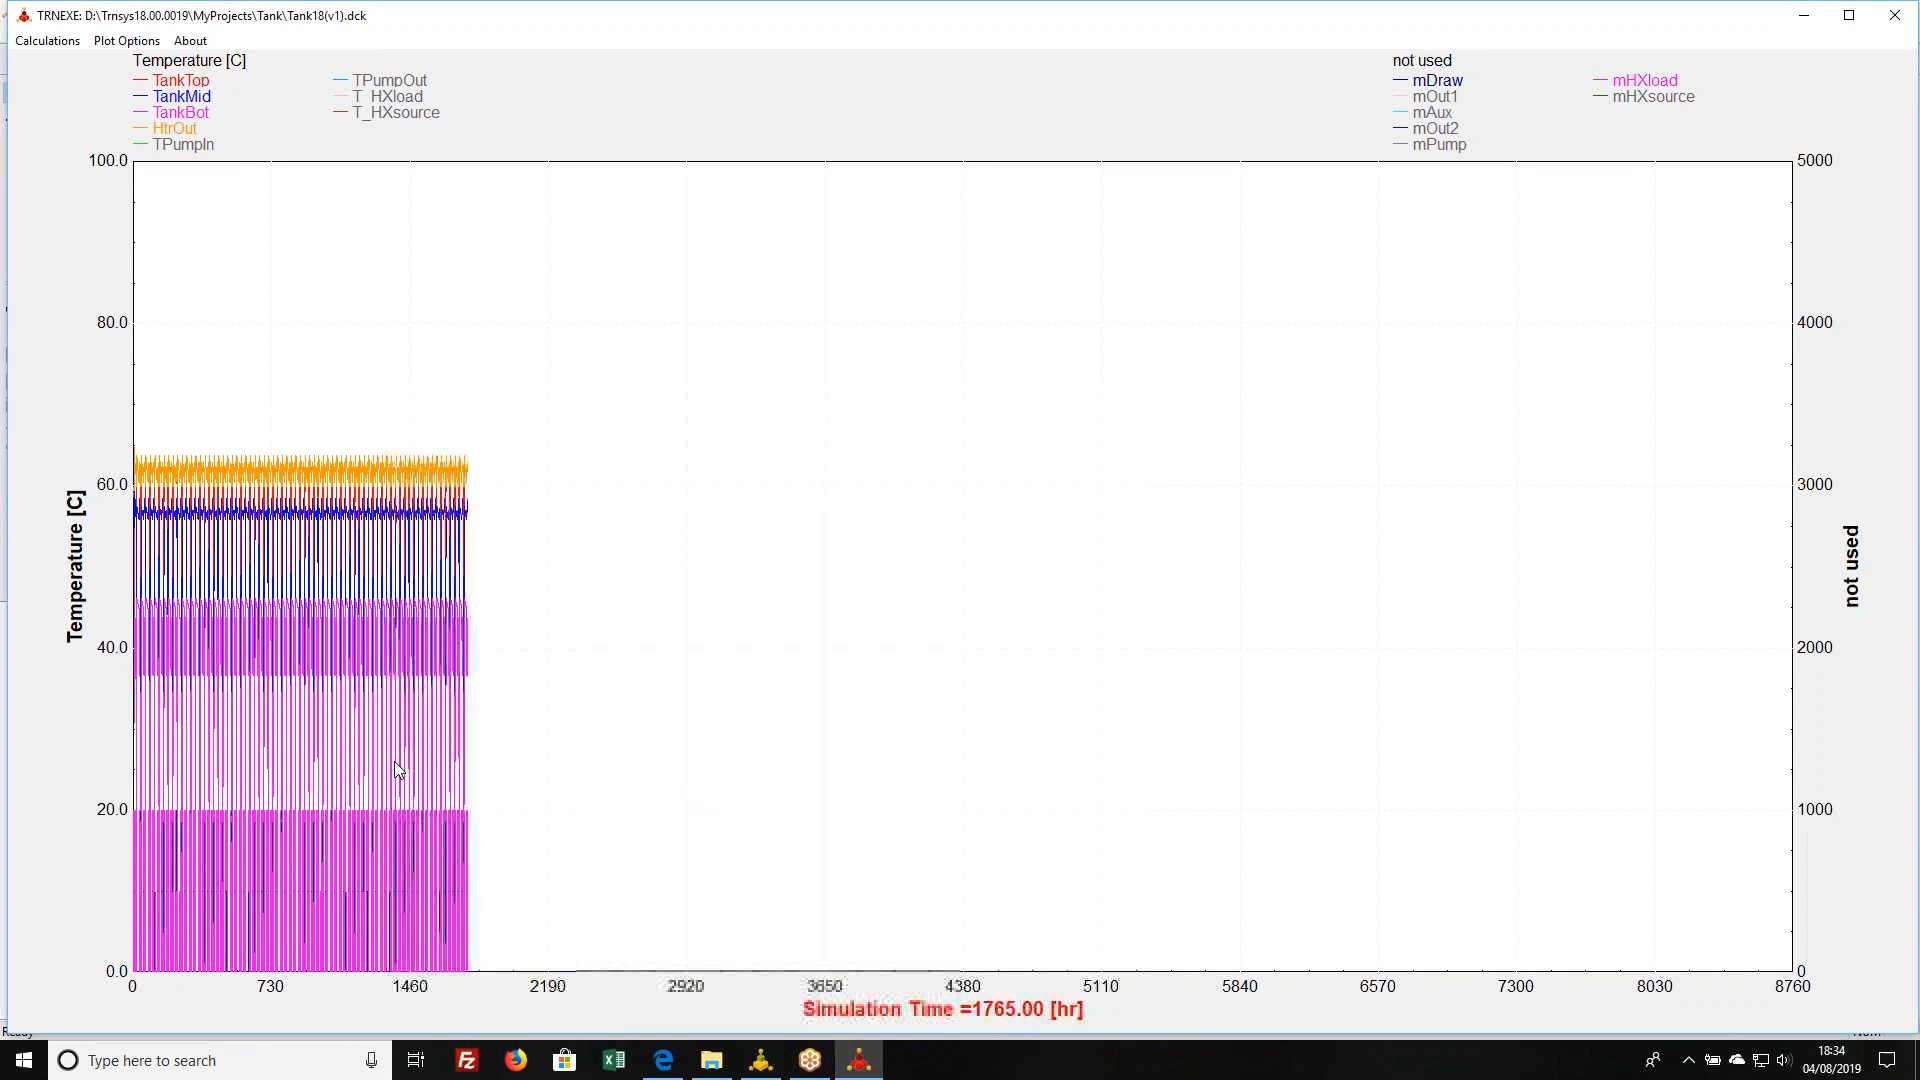 TRNEXE: D:\Trnsys18.00.0019\MyProjects\Tank\Tank18(v1).dck
Calculations Plot Options About
Temperature [C] not used
TankTop TPumpOut mDraw mHXload
TankMid T_HXload mOut1 mHXsource
TankBot T_HXsource mAux
HtrOut mOut2
TPumpIn mPump
100.0 5000
80.0 4000
60.0 3000
Temperature [C] not used
40.0 2000
20.0 1000
0.0 0
0 730 1460 2190 2920 3650 4380 5110 5840 6570 7300 8030 8760
Simulation Time =1765.00 [hr]
Type here to search
18:34
04/08/2019